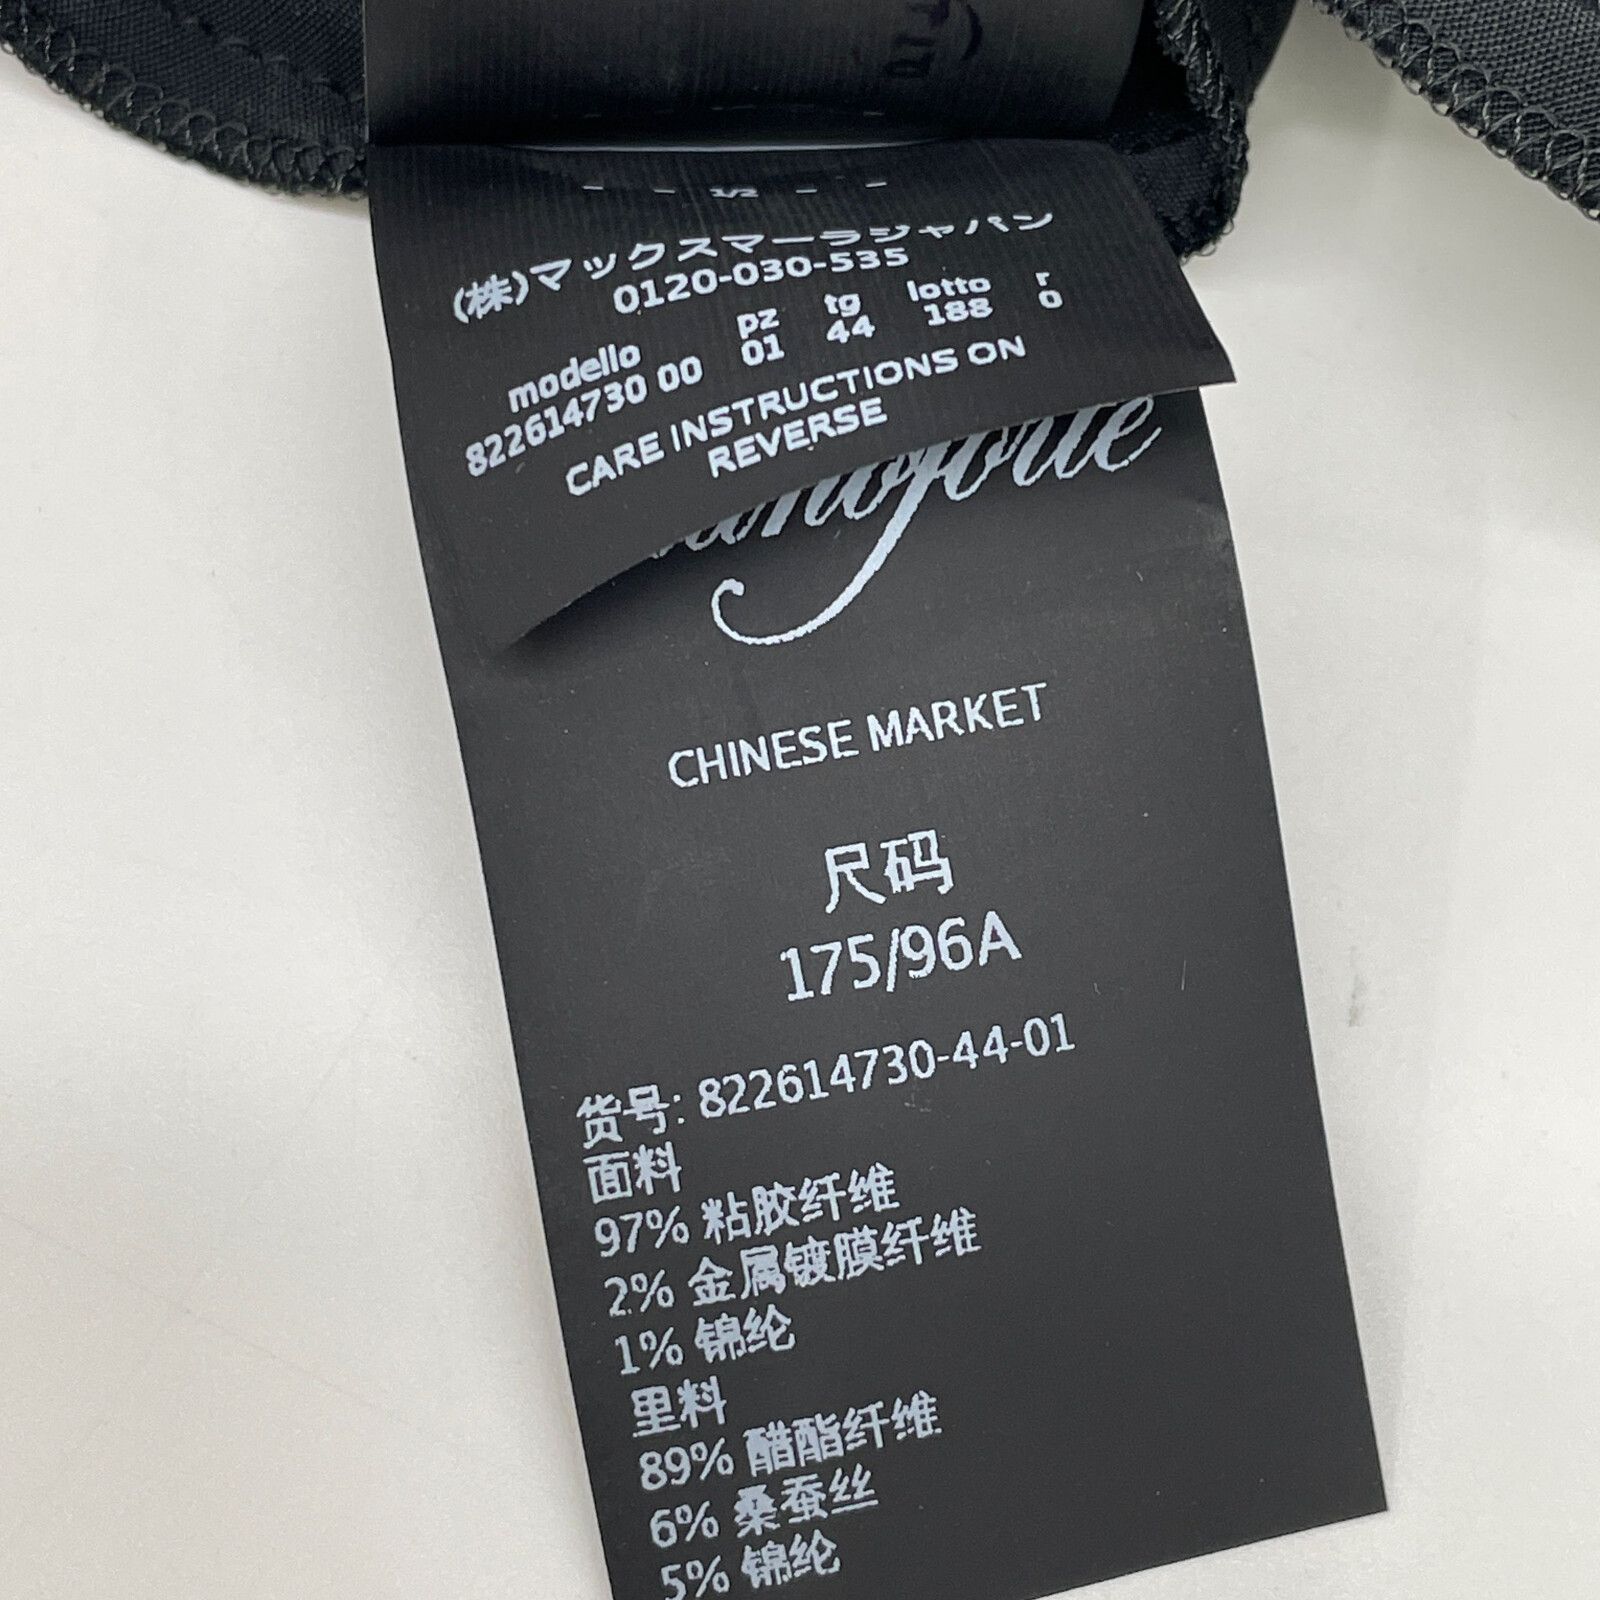 1/2
(株)マックスマーラジャパン
0120-030-535
modello pz tg lotto r
822614730 00 01 44 188 0
CARE INSTRUCTIONS ON
REVERSE
CHINESE MARKET
尺码
175/96A
货号: 822614730-44-01
面料
97% 粘胶纤维
2% 金属镀膜纤维
1% 锦纶
里料
89% 醋酯纤维
6% 桑蚕丝
5% 锦纶